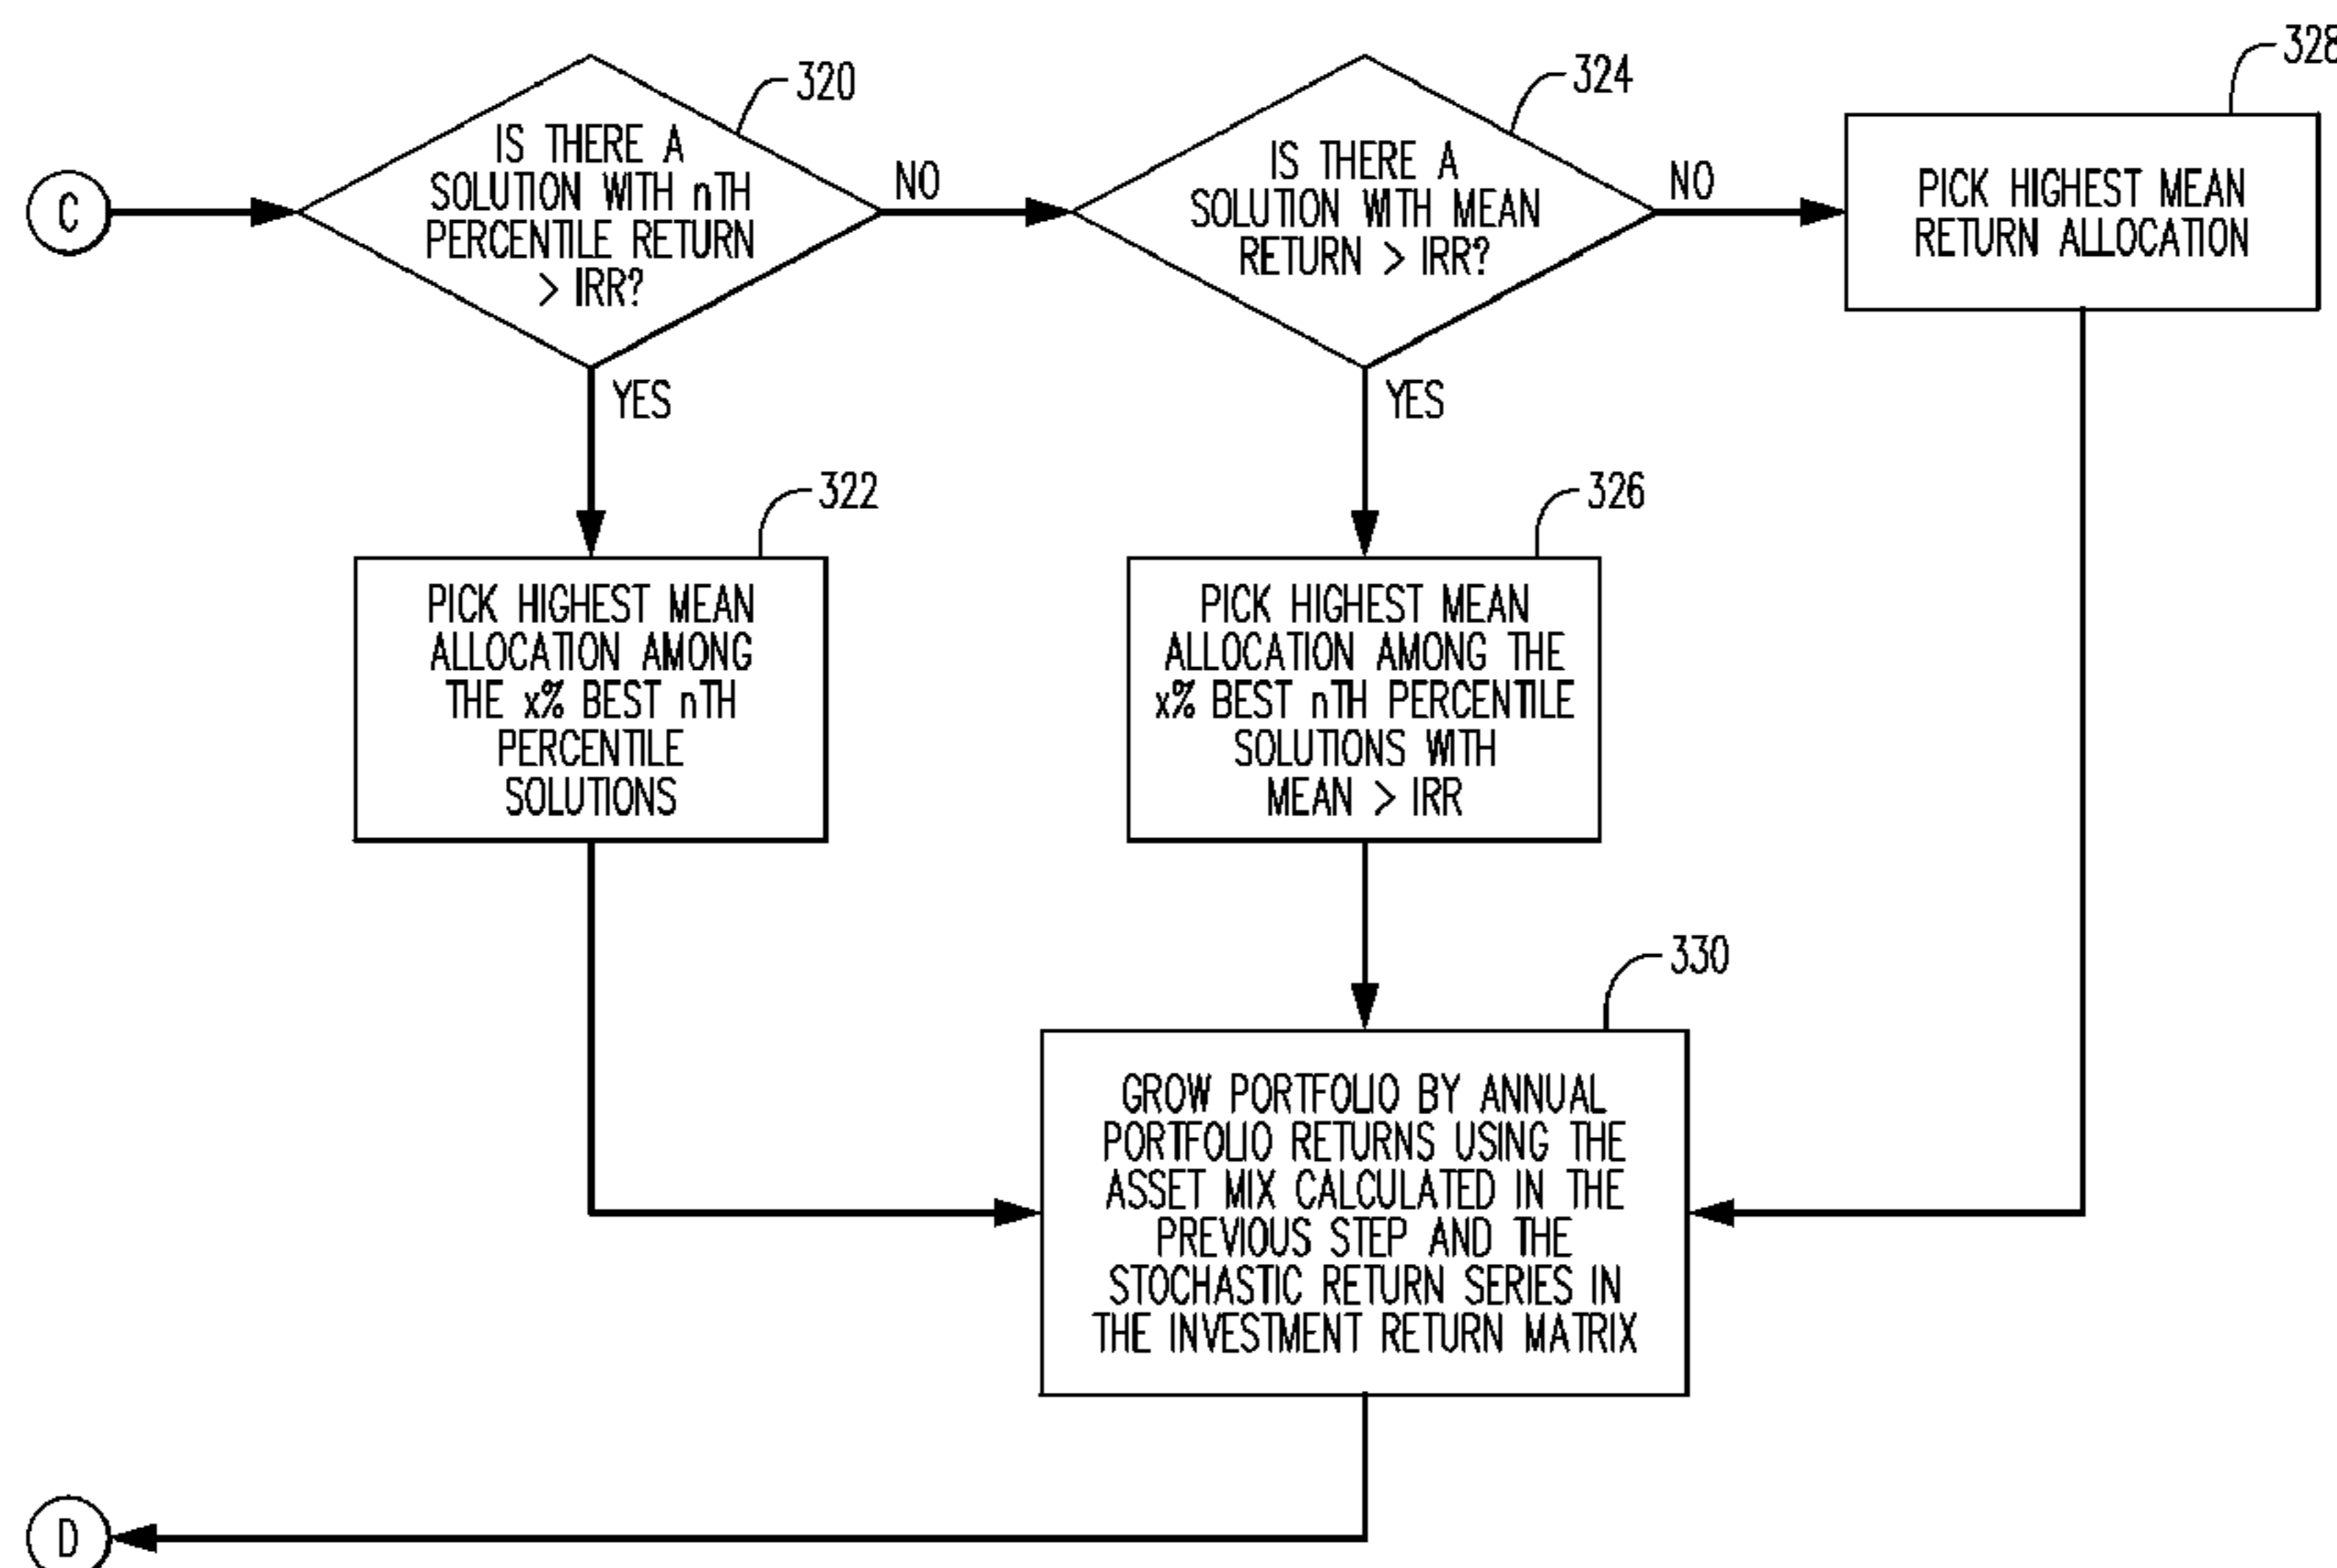 C
320
IS THERE A
SOLUTION WITH nTH
PERCENTILE RETURN
> IRR?
NO
YES
324
IS THERE A
SOLUTION WITH MEAN
RETURN > IRR?
NO
YES
328
PICK HIGHEST MEAN
RETURN ALLOCATION
322
PICK HIGHEST MEAN
ALLOCATION AMONG
THE x% BEST nTH
PERCENTILE
SOLUTIONS
326
PICK HIGHEST MEAN
ALLOCATION AMONG THE
x% BEST nTH PERCENTILE
SOLUTIONS WITH
MEAN > IRR
330
GROW PORTFOLIO BY ANNUAL
PORTFOLIO RETURNS USING THE
ASSET MIX CALCULATED IN THE
PREVIOUS STEP AND THE
STOCHASTIC RETURN SERIES IN
THE INVESTMENT RETURN MATRIX
D